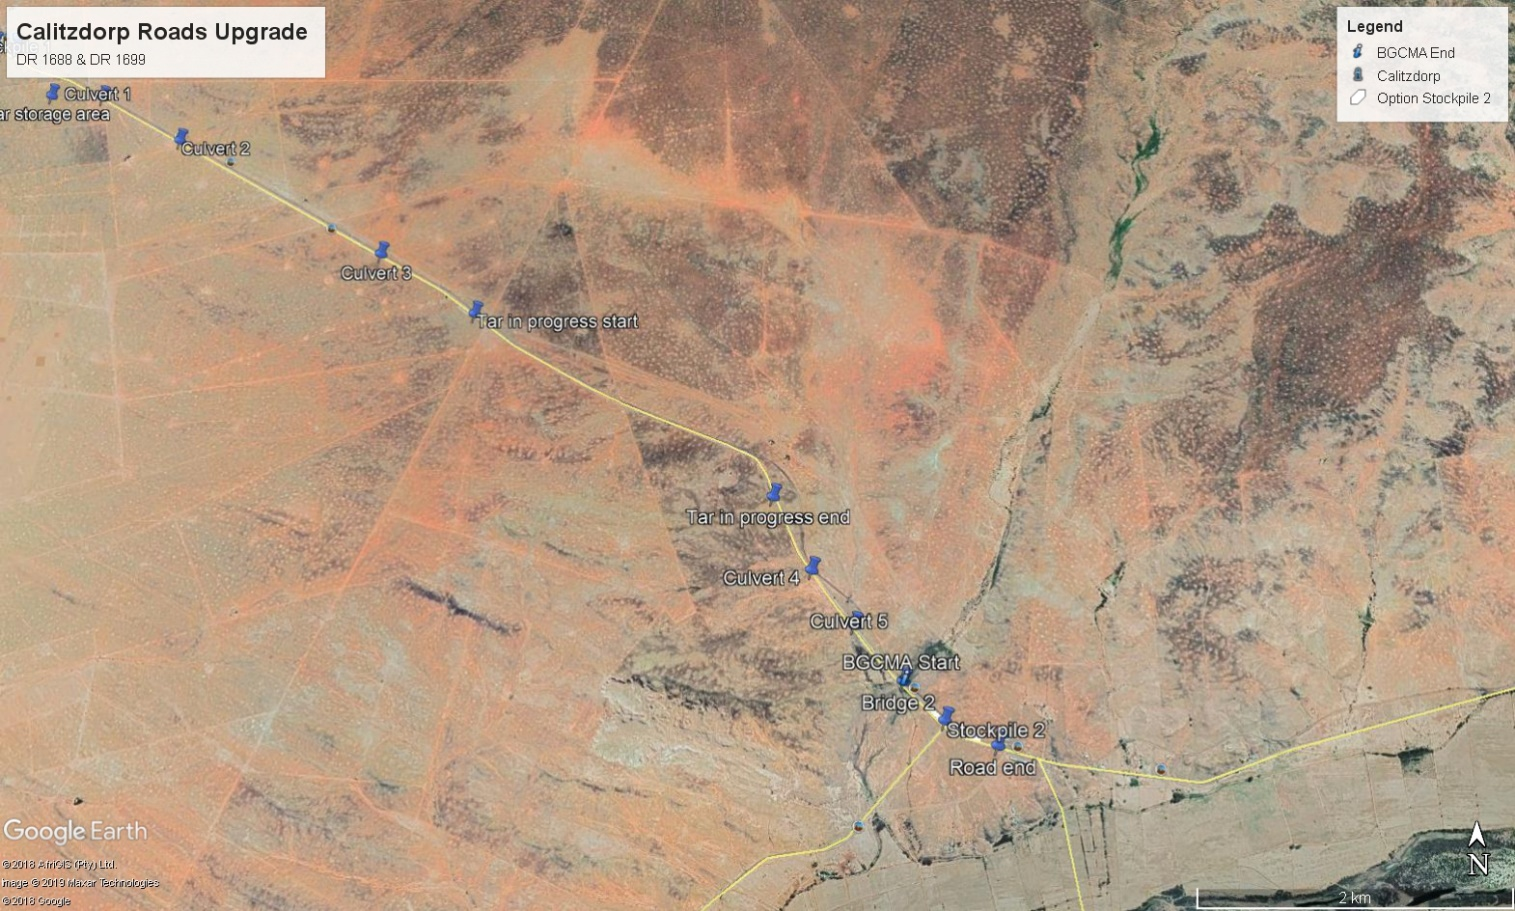 Calitzdorp Roads Upgrade
DR 1688 & DR 1699
Legend
BGCMA End
Calitzdorp
Option Stockpile 2
Culvert 1
ar storage area
Culvert 2
Culvert 3
Tar in progress start
Tar in progress end
Culvert 4
Culvert 5
BGCMA Start
Bridge 2
Stockpile 2
Road end
Google Earth
©2018 AfriGIS (Pty) Ltd.
Image © 2019 Maxar Technologies
©2018 Google
N
2 km